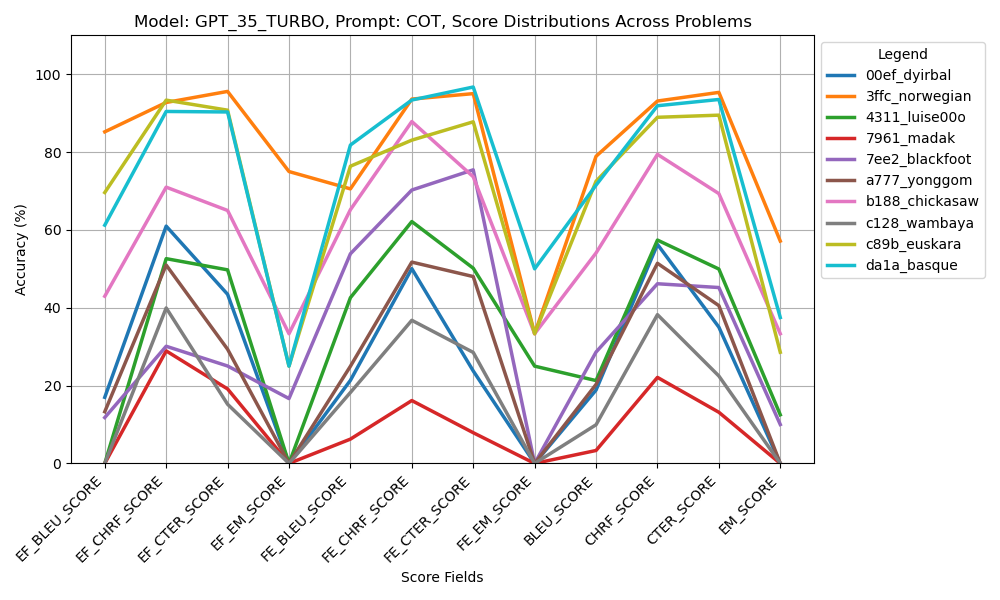 Model: GPT_35_TURBO, Prompt: COT, Score Distributions Across Problems
Accuracy (%)
100
80
60
40
20
0
EF_BLEU_SCORE
EF_CHRF_SCORE
EF_CTER_SCORE
EF_EM_SCORE
FE_BLEU_SCORE
FE_CHRF_SCORE
FE_CTER_SCORE
FE_EM_SCORE
BLEU_SCORE
CHRF_SCORE
CTER_SCORE
EM_SCORE
Score Fields
Legend
00ef_dyirbal
3ffc_norwegian
4311_luise00o
7961_madak
7ee2_blackfoot
a777_yonggom
b188_chickasaw
c128_wambaya
c89b_euskara
da1a_basque